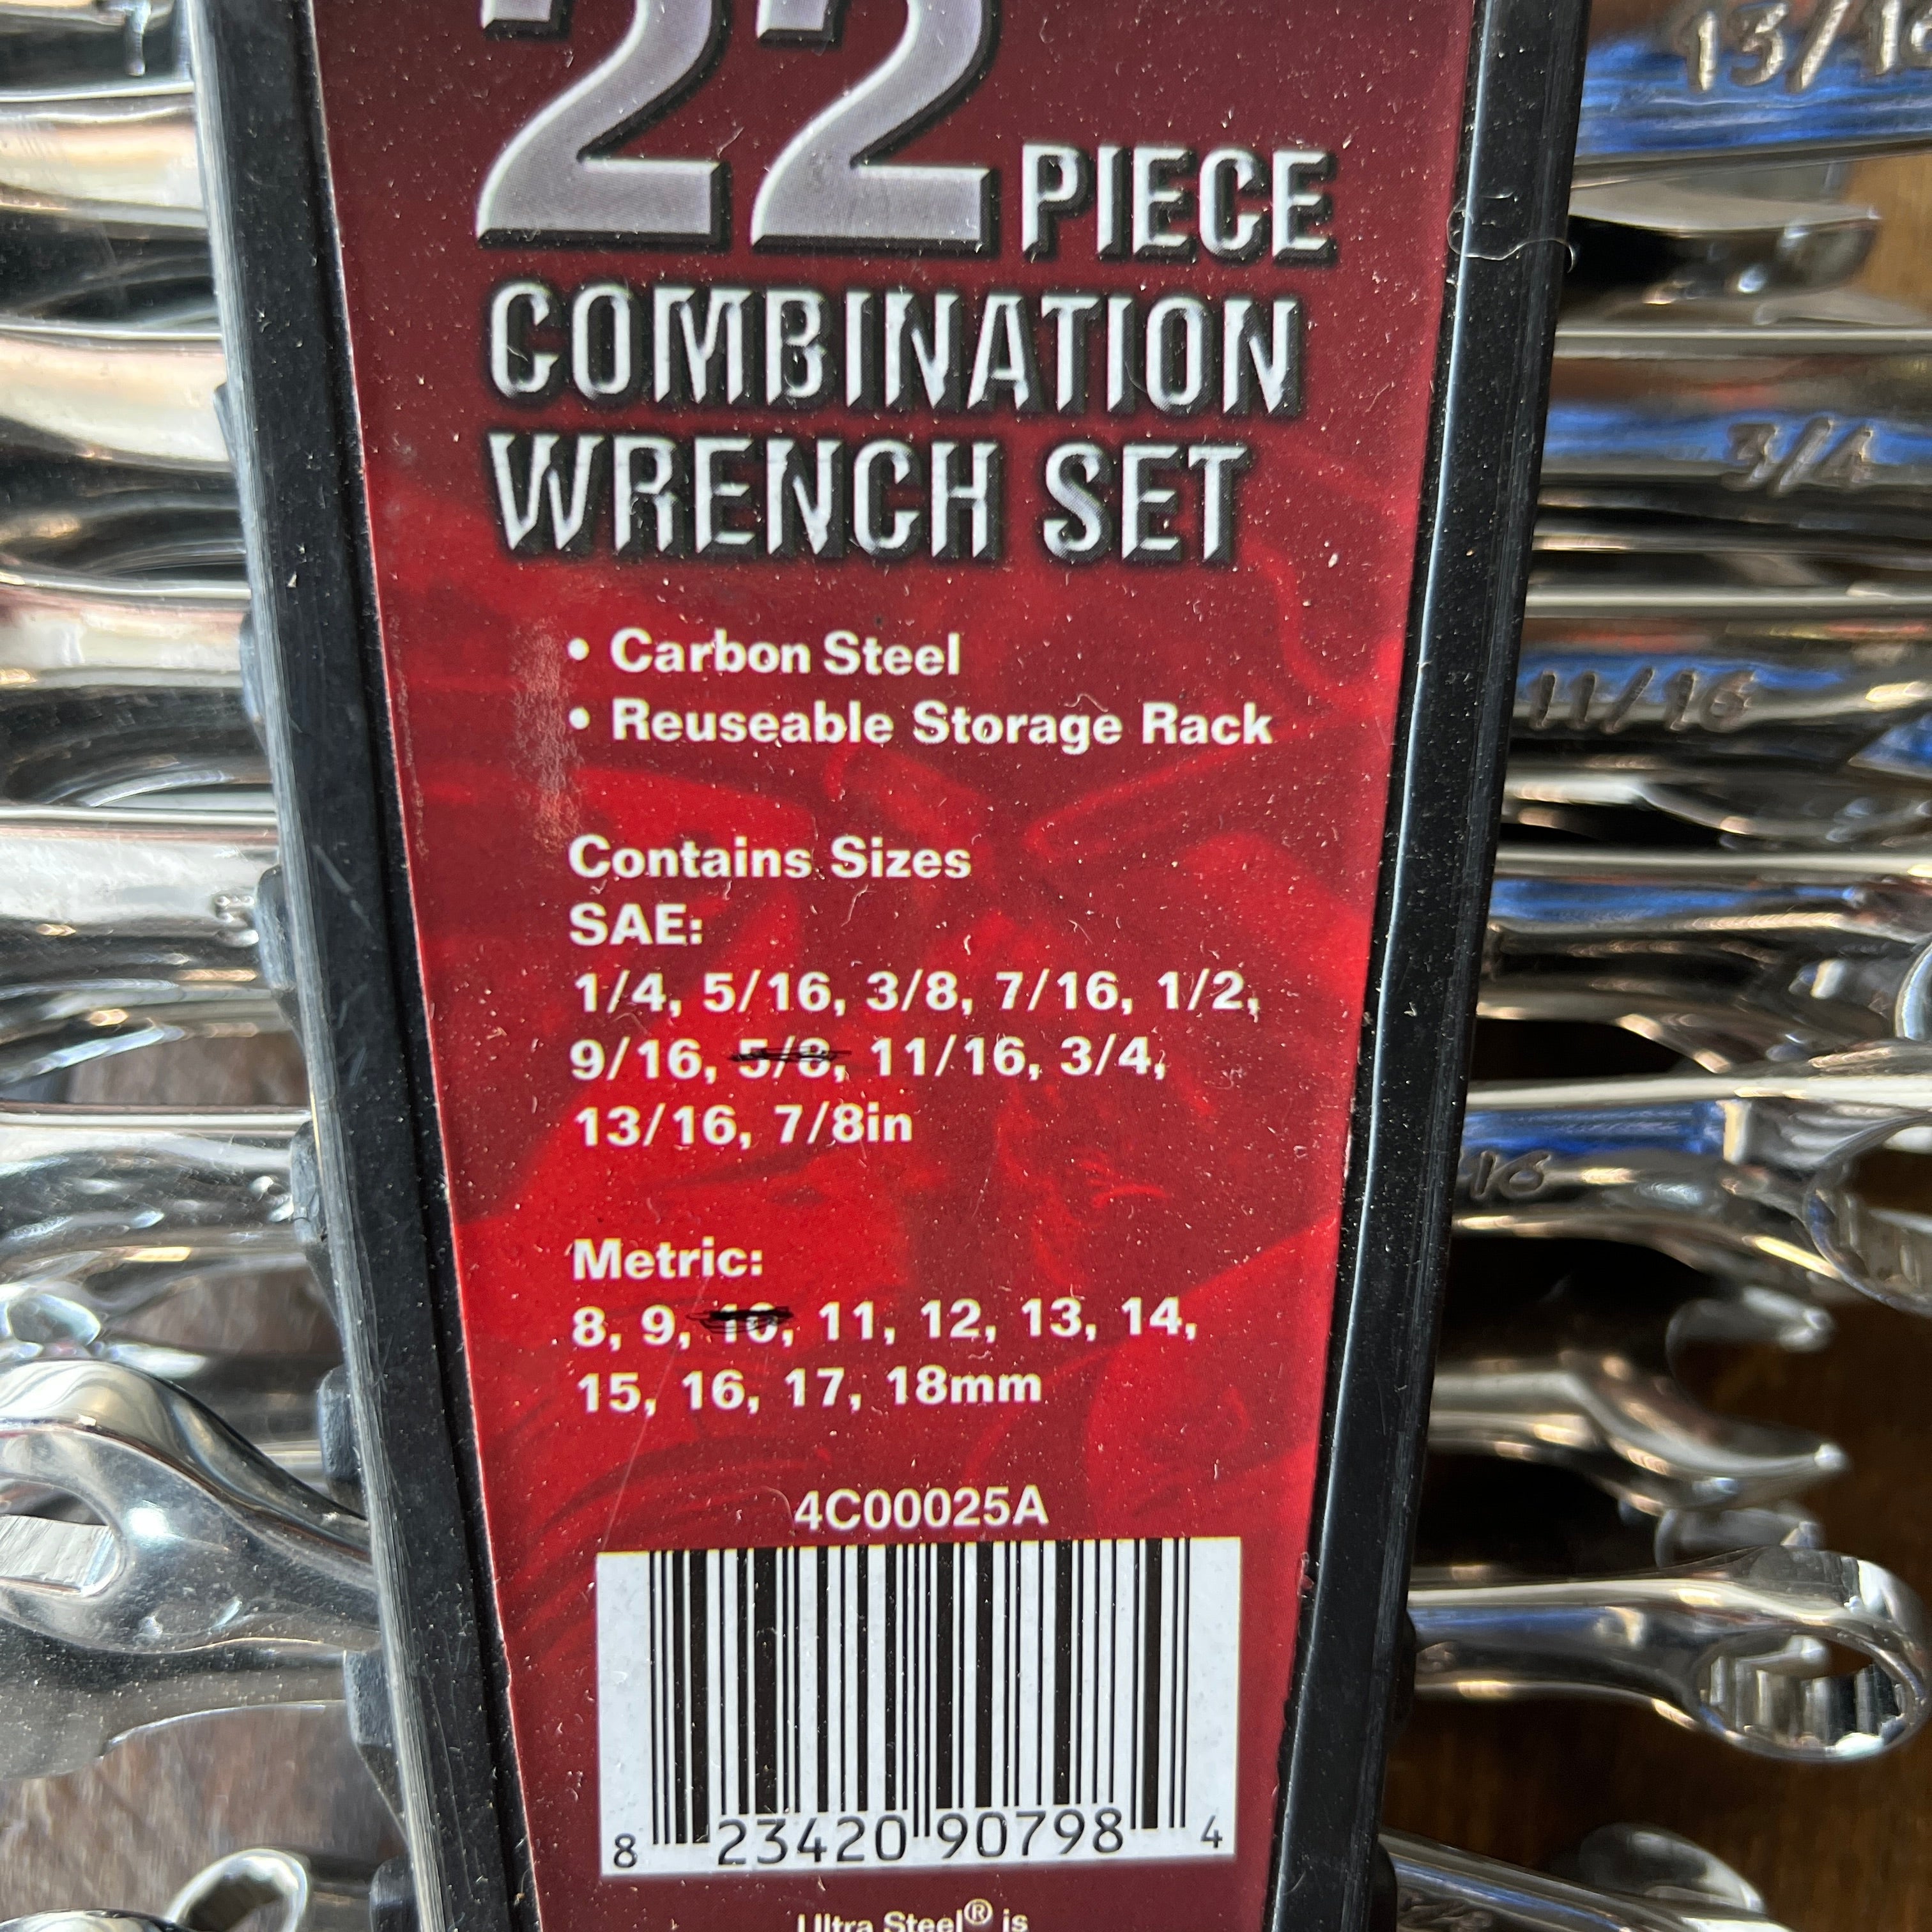 22 PIECE
COMBINATION
WRENCH SET
• Carbon Steel
• Reuseable Storage Rack
Contains Sizes
SAE:
1/4, 5/16, 3/8, 7/16, 1/2,
9/16, 5/8, 11/16, 3/4,
13/16, 7/8in
Metric:
8, 9, 10, 11, 12, 13, 14,
15, 16, 17, 18mm
4C00025A
8 23420 90798 4
Ultra Steel® is
13/16
3/4
11/16
16